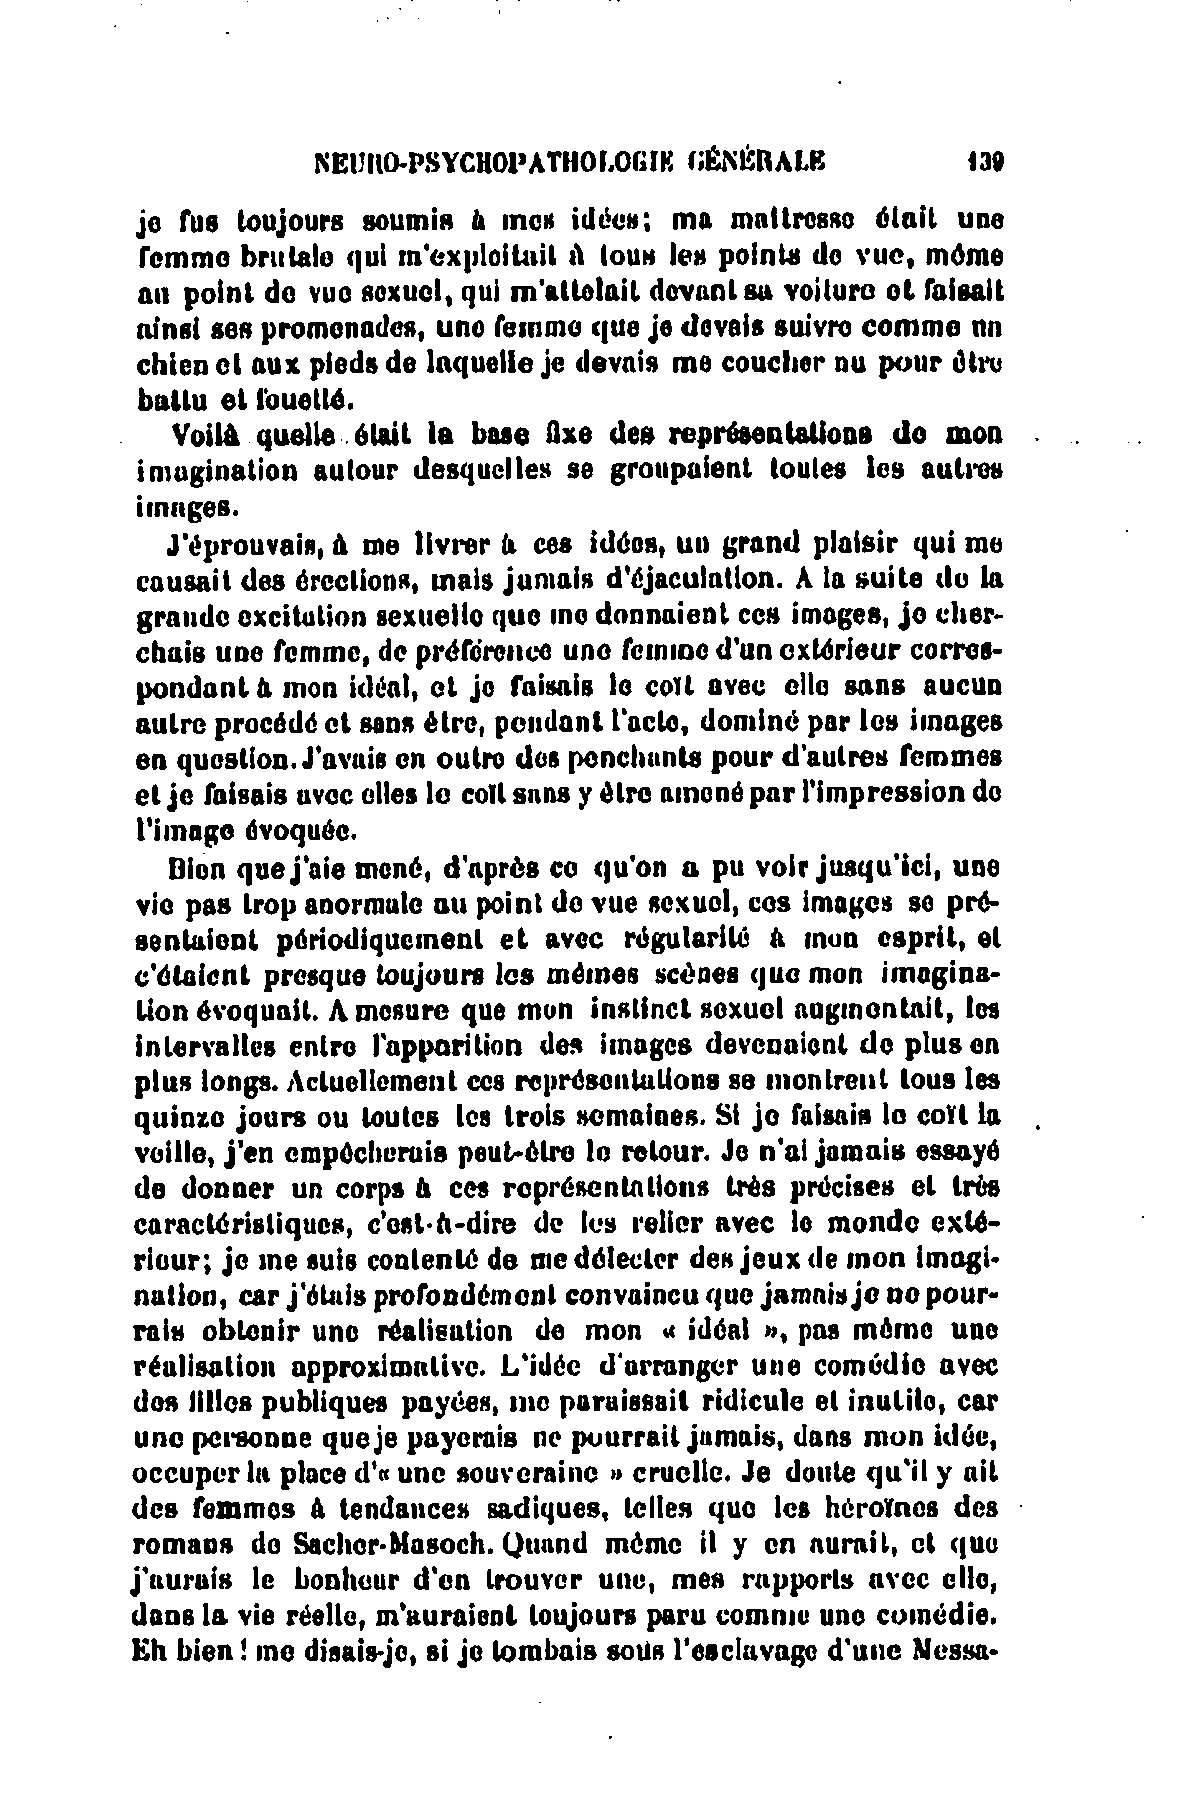 NEURO-PSYCHOPATHOLOGIE GÉNÉRALE 139
je fus toujours soumis à mes idées; ma maîtresse était une
femme brutale qui m'exploitait à tous les points de vue, même
au point de vue sexuel, qui m'attelait devant sa voiture et faisait
ainsi ses promenades, une femme que je devais suivre comme un
chien et aux pieds de laquelle je devais me coucher nu pour être
battu et fouetté.
Voilà quelle était la base fixe des représentations de mon
imagination autour desquelles se groupaient toutes les autres
images.
J'éprouvais, à me livrer à ces idées, un grand plaisir qui me
causait des érections, mais jamais d'éjaculation. A la suite de la
grande excitation sexuelle que me donnaient ces images, je cher-
chais une femme, de préférence une femme d'un extérieur corres-
pondant à mon idéal, et je faisais le coït avec elle sans aucun
autre procédé et sans être, pendant l'acte, dominé par les images
en question. J'avais en outre des penchants pour d'autres femmes
et je faisais avec elles le coït sans y être amené par l'impression de
l'image évoquée.
Bien que j'aie mené, d'après ce qu'on a pu voir jusqu'ici, une
vie pas trop anormale au point de vue sexuel, ces images se pré-
sentaient périodiquement et avec régularité à mon esprit, et
c'étaient presque toujours les mêmes scènes que mon imagina-
tion évoquait. A mesure que mon instinct sexuel augmentait, les
intervalles entre l'apparition des images devenaient de plus en
plus longs. Actuellement ces représentations se montrent tous les
quinze jours ou toutes les trois semaines. Si je faisais le coït la
veille, j'en empêcherais peut-être le retour. Je n'ai jamais essayé
de donner un corps à ces représentations très précises et très
caractéristiques, c'est-à-dire de les relier avec le monde exté-
rieur; je me suis contenté de me délecter des jeux de mon imagi-
nation, car j'étais profondément convaincu que jamais je ne pour-
rais obtenir une réalisation de mon « idéal », pas même une
réalisation approximative. L'idée d'arranger une comédie avec
des filles publiques payées, me paraissait ridicule et inutile, car
une personne que je payerais ne pourrait jamais, dans mon idée,
occuper la place d'« une souveraine » cruelle. Je doute qu'il y ait
des femmes à tendances sadiques, telles que les héroïnes des
romans de Sacher-Masoch. Quand même il y en aurait, et que
j'aurais le bonheur d'en trouver une, mes rapports avec elle,
dans la vie réelle, m'auraient toujours paru comme une comédie.
Eh bien ! me disais-je, si je tombais sous l'esclavage d'une Messa-